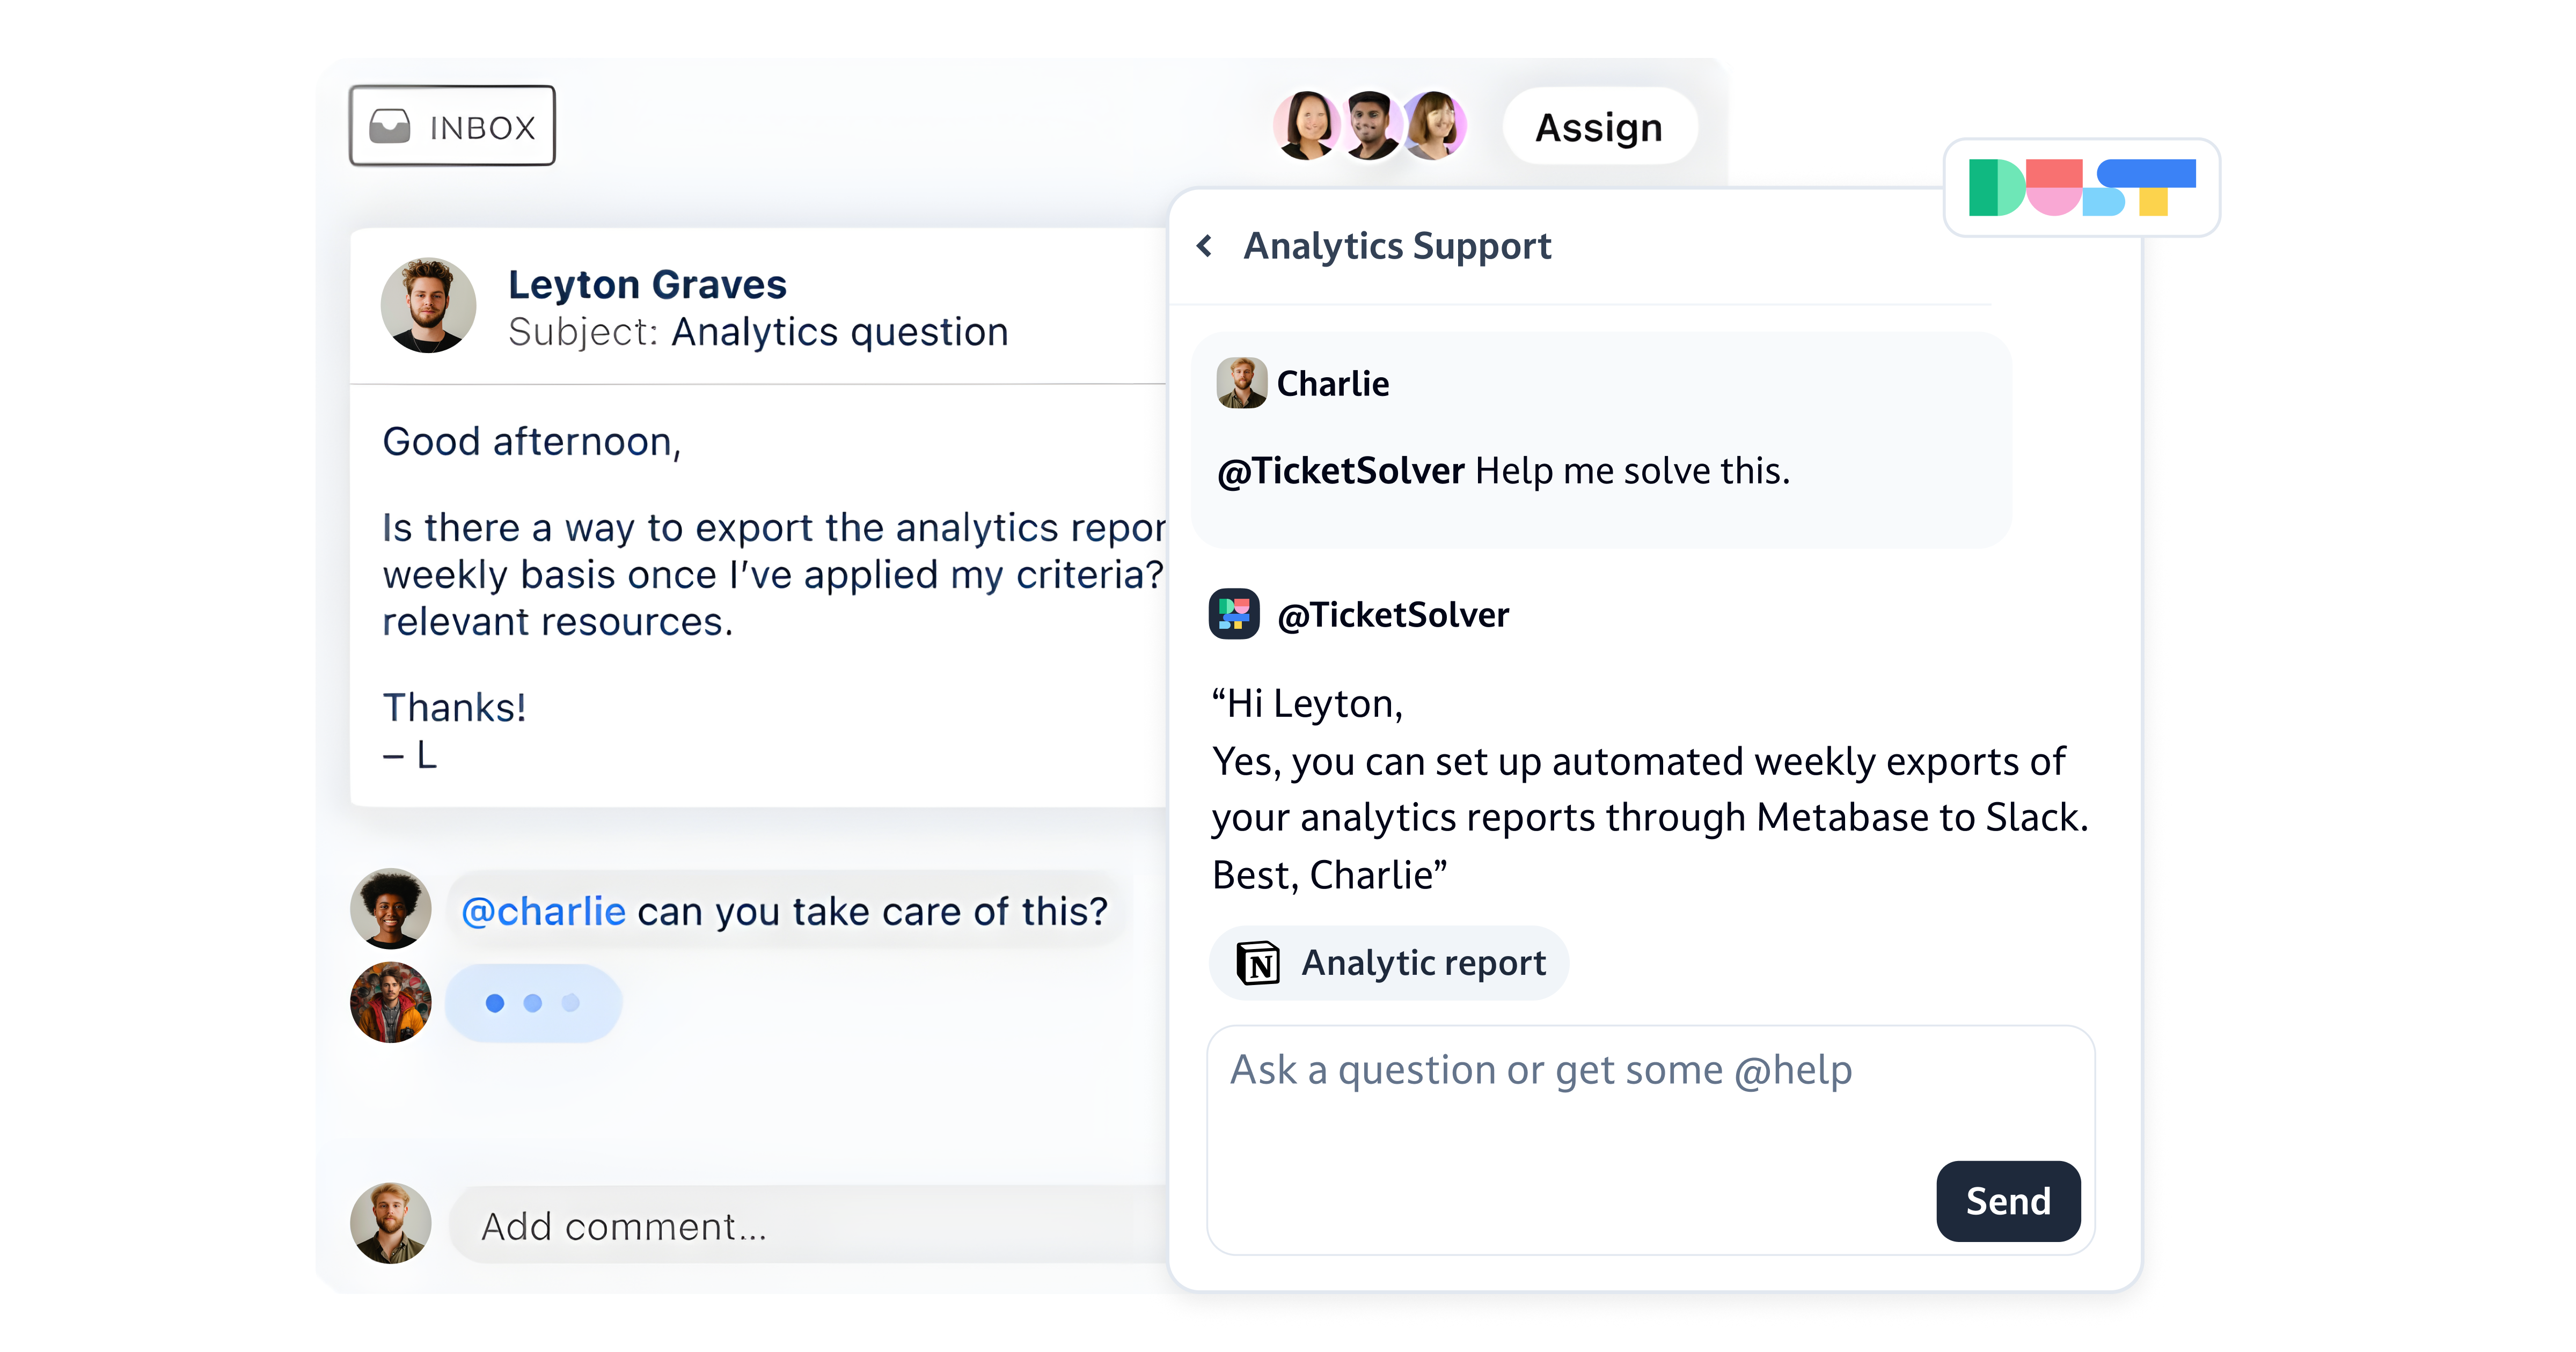 INBOX
Assign
Leyton Graves
Subject: Analytics question
Good afternoon,
Is there a way to export the analytics repor
weekly basis once I've applied my criteria?
relevant resources.
Thanks!
– L
@charlie can you take care of this?
Add comment...
DUST
Analytics Support
Charlie
@TicketSolver Help me solve this.
@TicketSolver
“Hi Leyton,
Yes, you can set up automated weekly exports of
your analytics reports through Metabase to Slack.
Best, Charlie”
N Analytic report
Ask a question or get some @help
Send